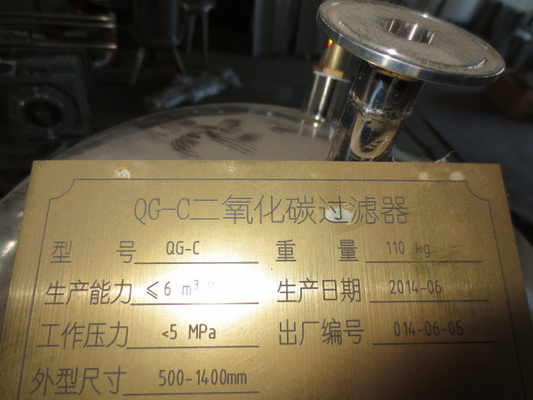 QG-C二氧化碳过滤器
型 号 QG-C 重 量 110 kg
生产能力 ≤6 m³ 生产日期 2014-06
工作压力 <5 MPa 出厂编号 014-06-05
外型尺寸 500-1400mm